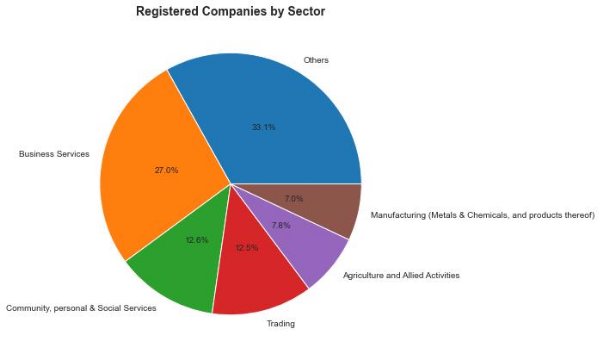 Registered Companies by Sector
Others
33.1%
Business Services
27.0%
7.0%
Manufacturing (Metals & Chemicals, and products thereof)
7.8%
12.6%
12.5%
Agriculture and Allied Activities
Community, personal & Social Services
Trading